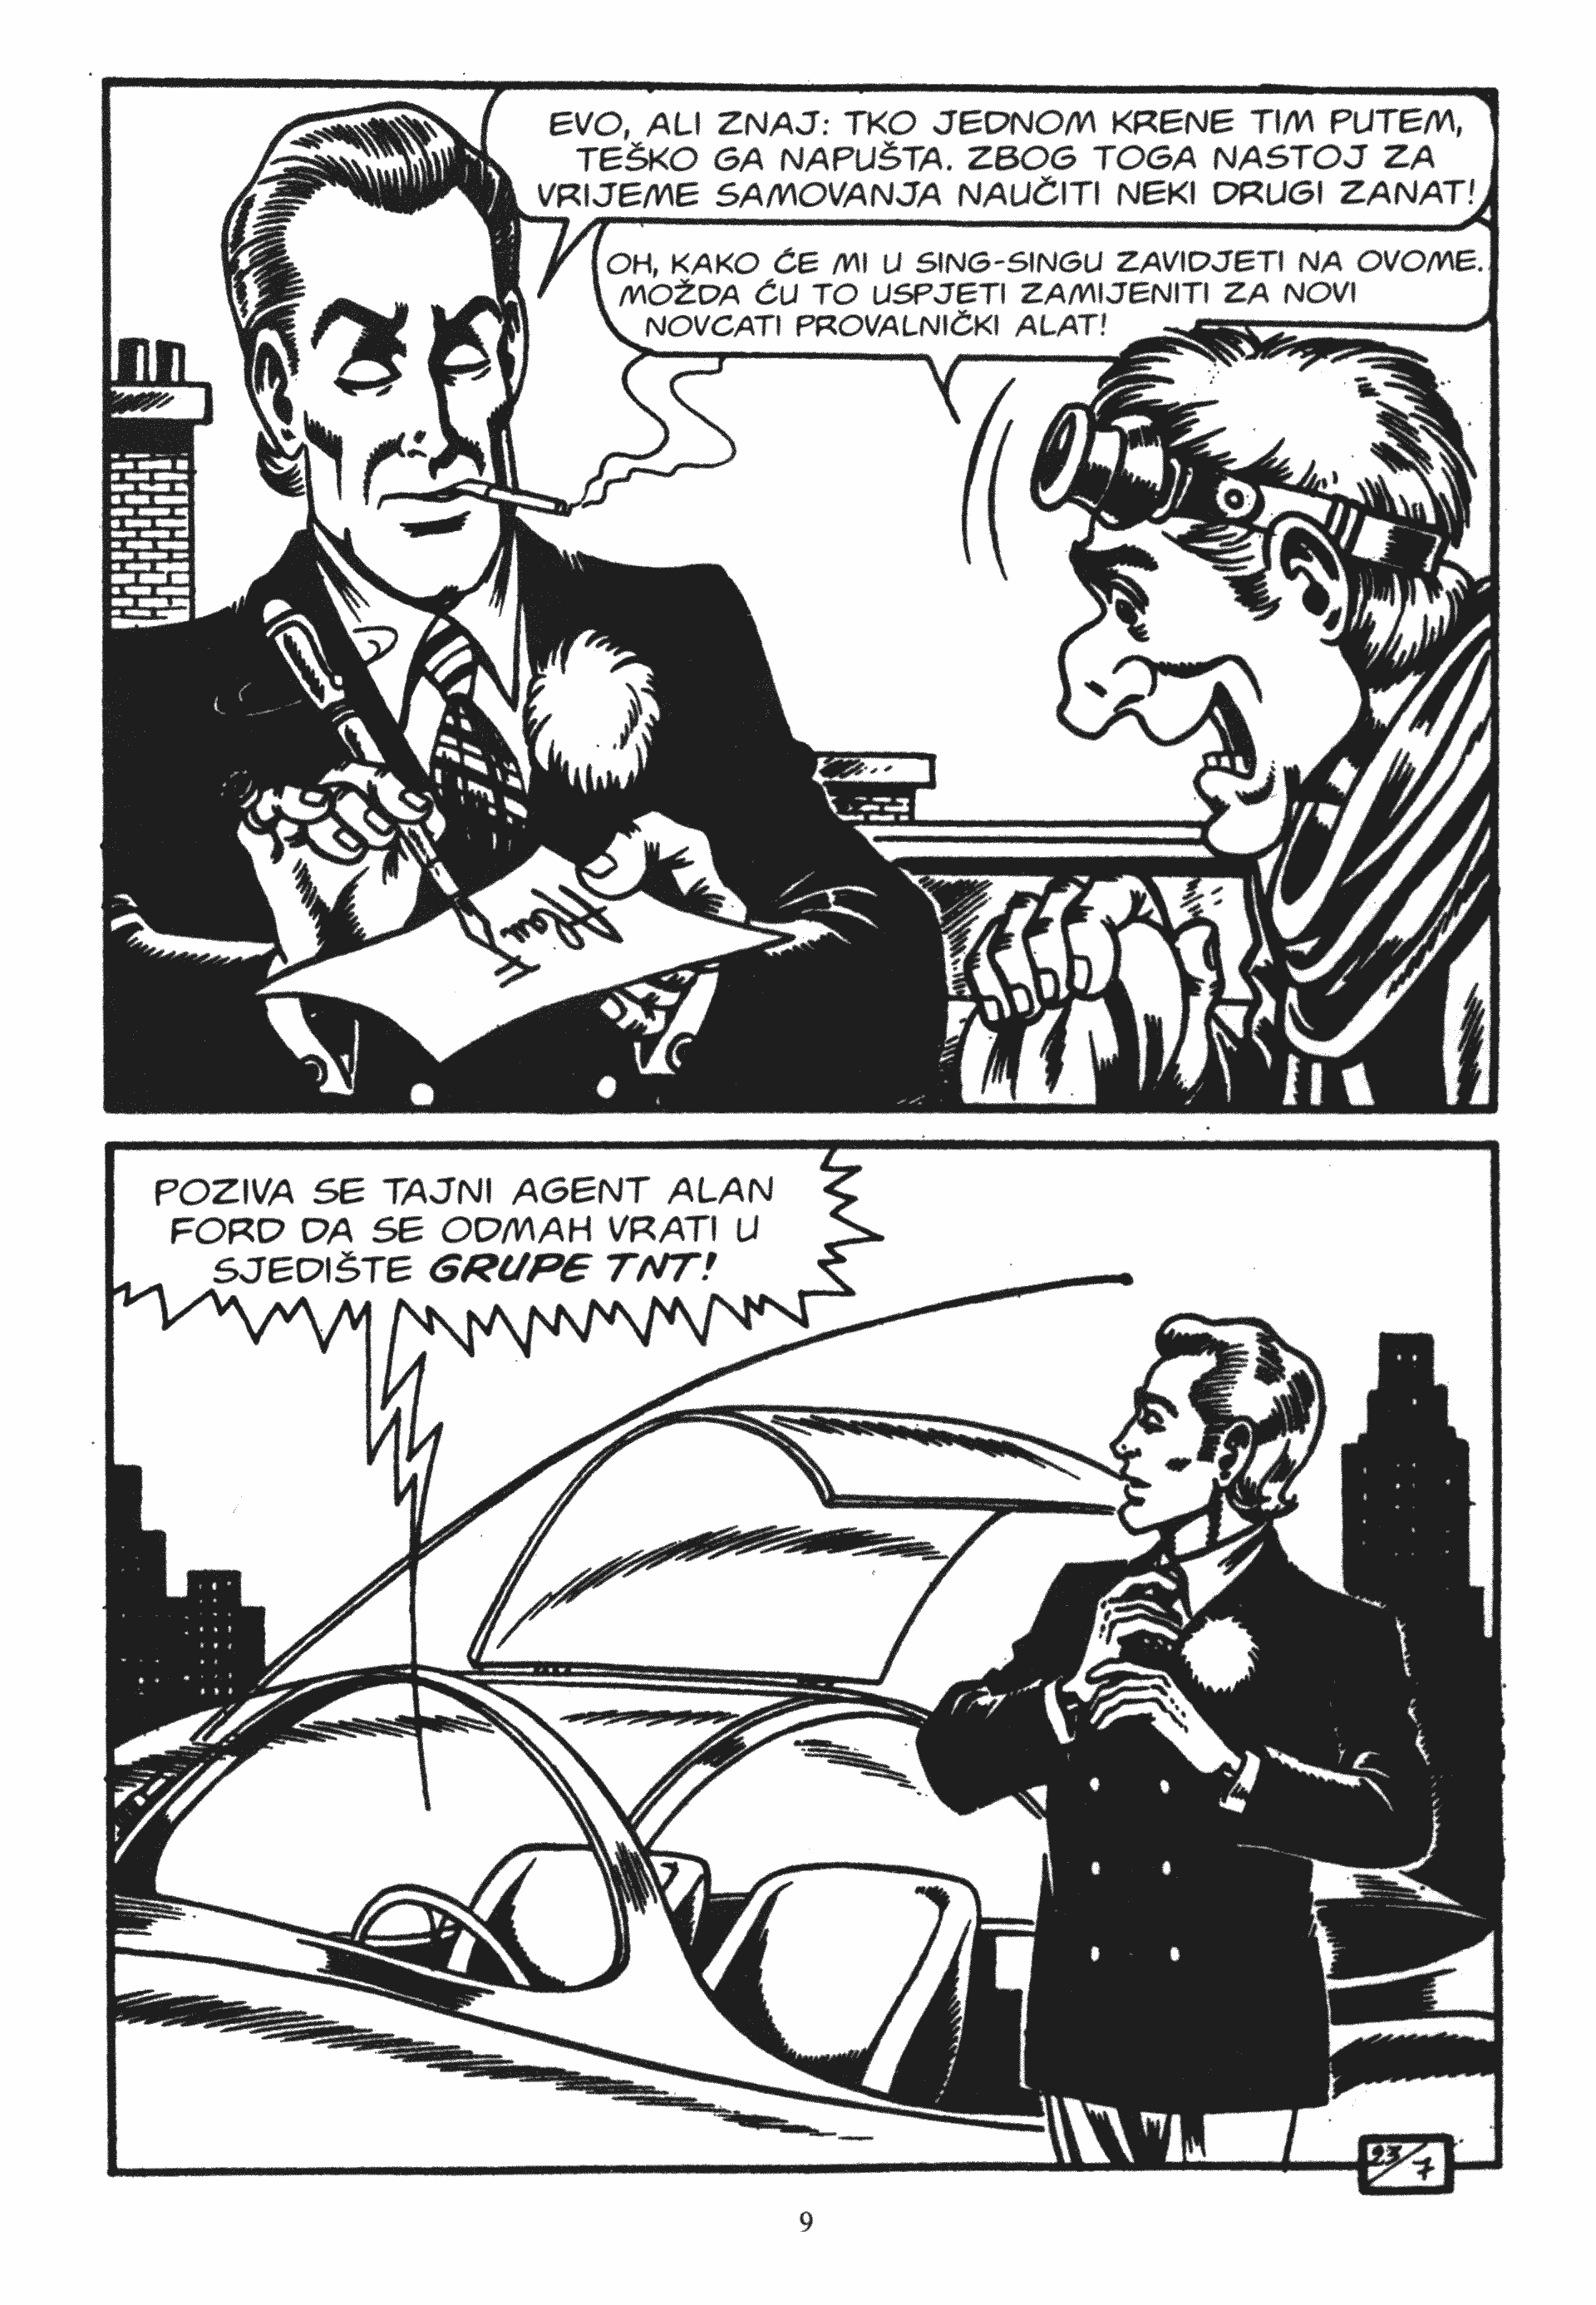 EVO, ALI ZNAJ: TKO JEDNOM KRENE TIM PUTEM,
TEŠKO GA NAPUŠTA. ZBOG TOGA NASTOJ ZA
VRIJEME SAMOVANJA NAUČITI NEKI DRUGI ZANAT!
OH, KAKO ĆE MI U SING-SINGU ZAVIDJETI NA OVOME.
MOŽDA ĆU TO USPJETI ZAMIJENITI ZA NOVI
NOVCATI PROVALNIČKI ALAT!
Alan
F
POZIVA SE TAJNI AGENT ALAN
FORD DA SE ODMAH VRATI U
SJEDIŠTE GRUPE TNT!
23/7
9